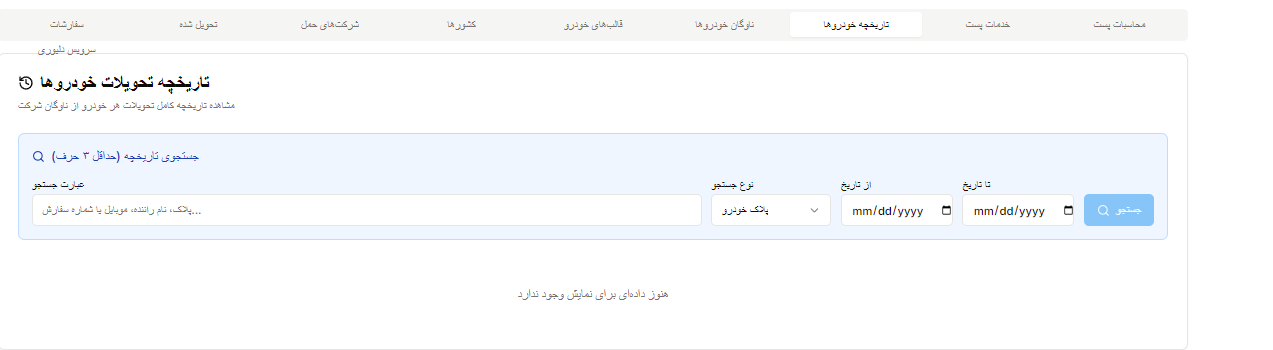 سفارشات
تحویل شده
شرکت‌های حمل
کشورها
قالب‌های خودرو
ناوگان خودروها
تاریخچه خودروها
خدمات پست
محاسبات پست
سرویس دلیوری
تاریخچه تحویلات خودروها
مشاهده تاریخچه کامل تحویلات هر خودرو از ناوگان شرکت
جستجوی تاریخچه (حداقل ۳ حرف)
عبارت جستجو
پلاک، نام راننده، موبایل یا شماره سفارش...
نوع جستجو
پلاک خودرو
از تاریخ
mm/dd/yyyy
تا تاریخ
mm/dd/yyyy
جستجو
هنوز داده‌ای برای نمایش وجود ندارد